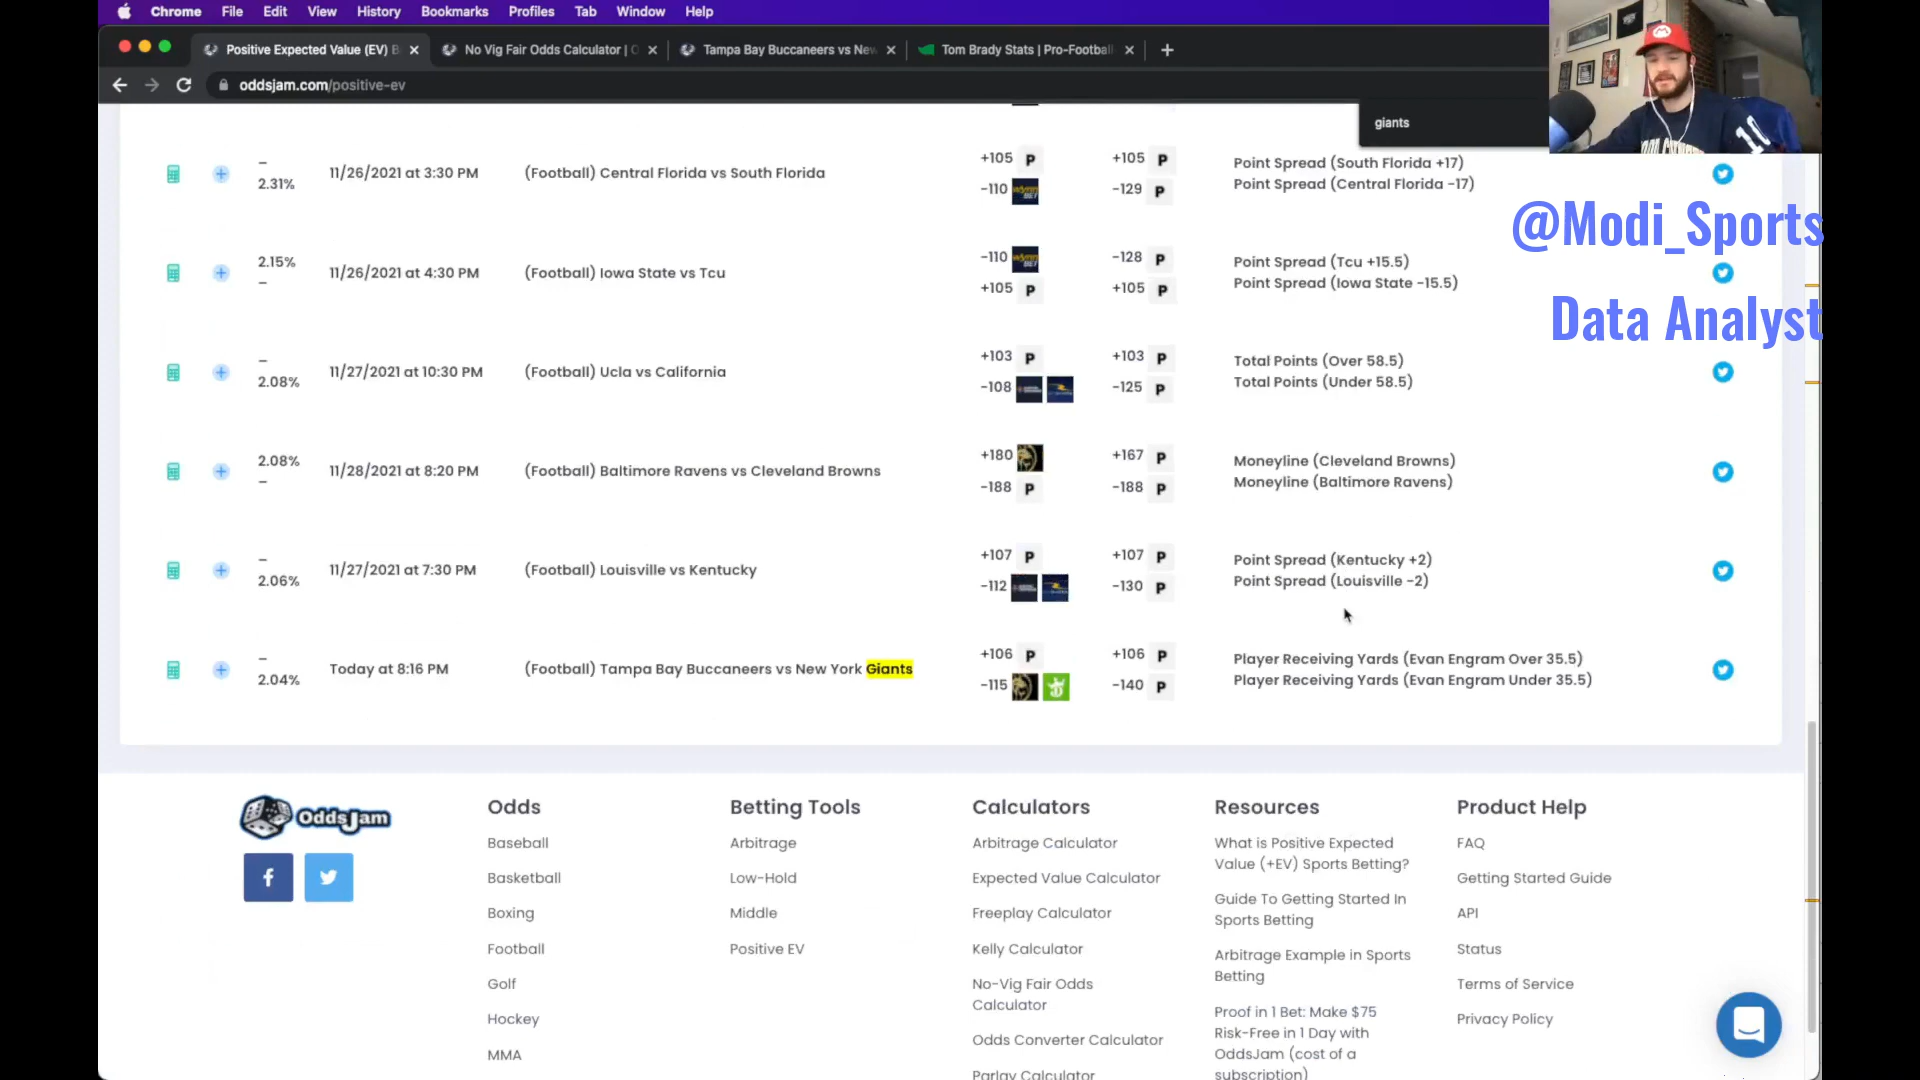 Chrome File Edit View History Bookmarks Profiles Tab Window Help
Positive Expected Value (EV) B
No Vig Fair Odds Calculator | O
Tampa Bay Buccaneers vs New
Tom Brady Stats | Pro-Football
oddsjam.com/positive-ev
giants
– +105 P +105 P Point Spread (South Florida +17)
2.31% 11/26/2021 at 3:30 PM (Football) Central Florida vs South Florida -110 -129 P Point Spread (Central Florida -17)
@Modi_Sports
2.15% -110 -128 P Point Spread (Tcu +15.5)
– 11/26/2021 at 4:30 PM (Football) Iowa State vs Tcu +105 P +105 P Point Spread (Iowa State -15.5)
Data Analyst
– +103 P +103 P Total Points (Over 58.5)
2.08% 11/27/2021 at 10:30 PM (Football) Ucla vs California -108 -125 P Total Points (Under 58.5)
2.08% +180 +167 P Moneyline (Cleveland Browns)
– 11/28/2021 at 8:20 PM (Football) Baltimore Ravens vs Cleveland Browns -188 P -188 P Moneyline (Baltimore Ravens)
– +107 P +107 P Point Spread (Kentucky +2)
2.06% 11/27/2021 at 7:30 PM (Football) Louisville vs Kentucky -112 -130 P Point Spread (Louisville -2)
– +106 P +106 P Player Receiving Yards (Evan Engram Over 35.5)
2.04% Today at 8:16 PM (Football) Tampa Bay Buccaneers vs New York Giants -115 -140 P Player Receiving Yards (Evan Engram Under 35.5)
OddsJam
Odds
Baseball
Basketball
Boxing
Football
Golf
Hockey
MMA
Betting Tools
Arbitrage
Low-Hold
Middle
Positive EV
Calculators
Arbitrage Calculator
Expected Value Calculator
Freeplay Calculator
Kelly Calculator
No-Vig Fair Odds
Calculator
Odds Converter Calculator
Parlay Calculator
Resources
What is Positive Expected
Value (+EV) Sports Betting?
Guide To Getting Started In
Sports Betting
Arbitrage Example in Sports
Betting
Proof in 1 Bet: Make $75
Risk-Free in 1 Day with
OddsJam (cost of a
subscription)
Product Help
FAQ
Getting Started Guide
API
Status
Terms of Service
Privacy Policy